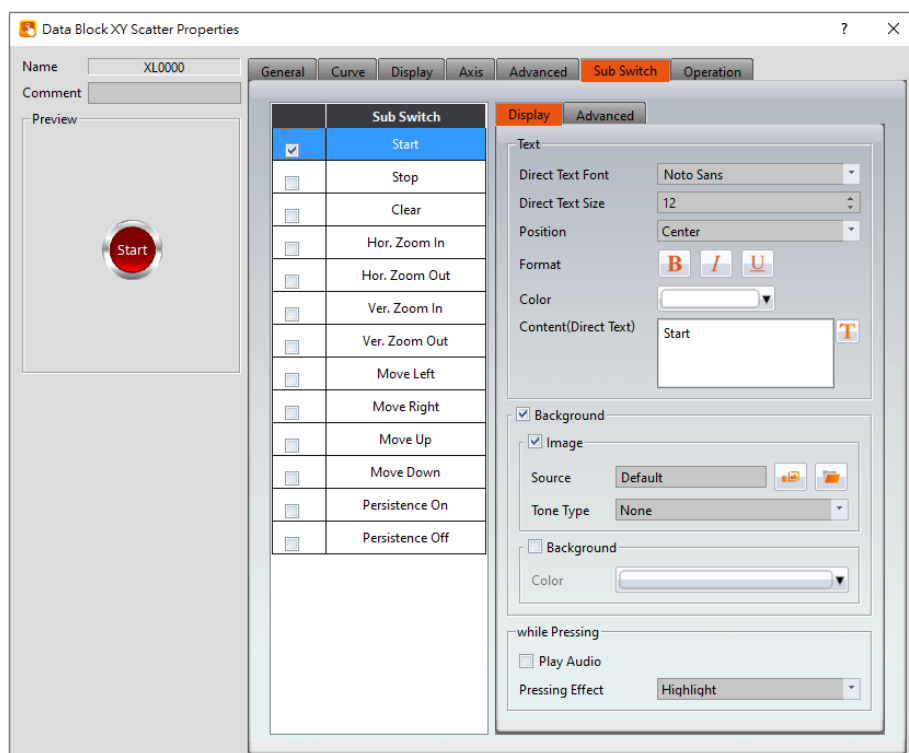 Data Block XY Scatter Properties
?
Name XL0000
Comment
Preview
Start
General Curve Display Axis Advanced Sub Switch Operation
Sub Switch
Start
Stop
Clear
Hor. Zoom In
Hor. Zoom Out
Ver. Zoom In
Ver. Zoom Out
Move Left
Move Right
Move Up
Move Down
Persistence On
Persistence Off
Display Advanced
Text
Direct Text Font Noto Sans
Direct Text Size 12
Position Center
Format B I U
Color
Content(Direct Text) Start T
Background
Image
Source Default
Tone Type None
Background
Color
while Pressing
Play Audio
Pressing Effect Highlight